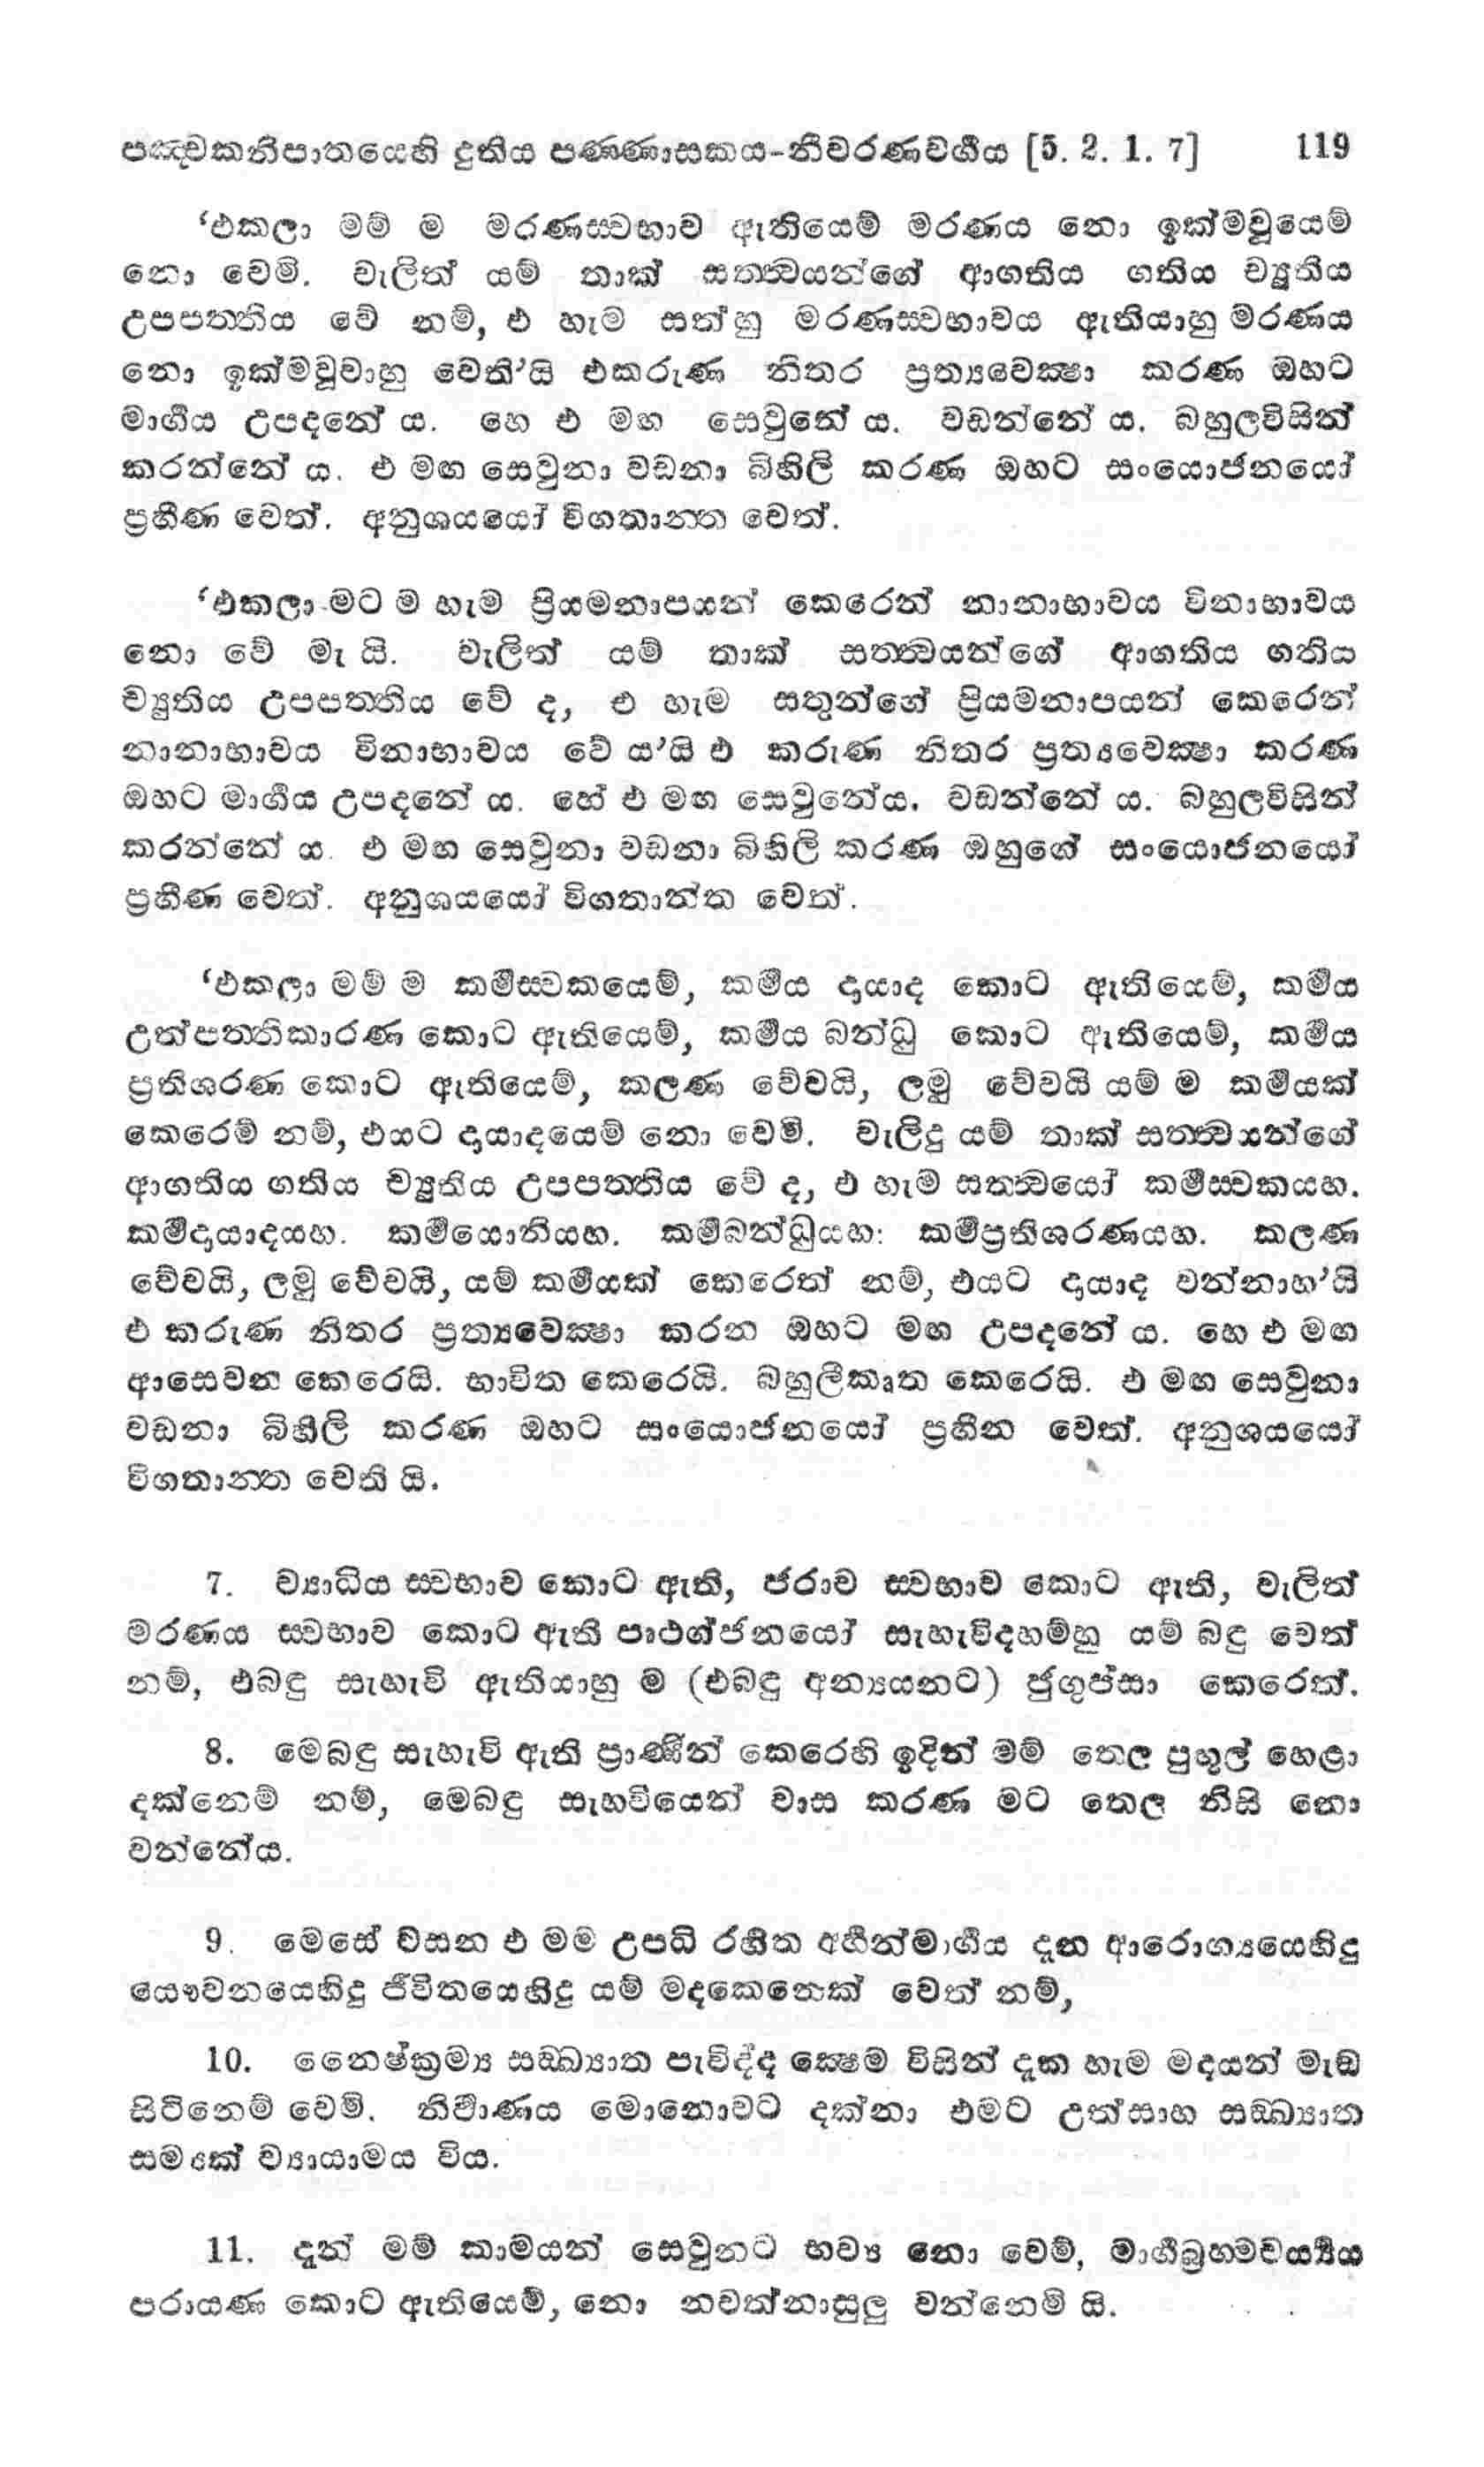 පඤ්චකනිපාතයෙහි දුතිය පණ්ණාසකය-නීවරණවර්‍ගය [5. 2. 1. 7] 119
‘එකලා මම් ම මරණස්වභාව ඇතියෙම් මරණය නො ඉක්මවූයෙම්
නො වෙමි. වැලිත් යම් තාක් සත්ත්වයන්ගේ ආගතිය ගතිය ච්‍යුතිය
උපපත්තිය වේ නම්, එ හැම සත්හු මරණස්වභාවය ඇතියාහු මරණය
නො ඉක්මවූවාහු වෙති’යි එකරුණ නිතර ප්‍රත්‍යවෙක්‍ෂා කරණ ඔහට
මාර්‍ගය උපදනේ ය. හෙ එ මඟ සෙවුනේ ය. වඩන්නේ ය. බහුලවිසින්
කරන්නේ ය. එ මඟ සෙවුනා වඩනා බිහිලි කරණ ඔහට සංයොජනයෝ
ප්‍රහීණ වෙත්. අනුශයයෝ විගතාන්ත වෙත්.
‘එකලා මට ම හැම ප්‍රියමනාපයන් කෙරෙන් නානාභාවය විනාභාවය
නො වේ මැ යි. වැලිත් යම් තාක් සත්ත්වයන්ගේ ආගතිය ගතිය
ච්‍යුතිය උපපත්තිය වේ ද, එ හැම සතුන්ගේ ප්‍රියමනාපයන් කෙරෙන්
නානාභාවය විනාභාවය වේ ය’යි එ කරුණ නිතර ප්‍රත්‍යවෙක්‍ෂා කරණ
ඔහට මාර්‍ගය උපදනේ ය. හේ එ මඟ සෙවුනේය. වඩන්නේ ය. බහුලවිසින්
කරන්නේ ය. එ මඟ සෙවුනා වඩනා බිහිලි කරණ ඔහුගේ සංයොජනයෝ
ප්‍රහීණ වෙත්. අනුශයයෝ විගතාන්ත වෙත්.
‘එකලා මම් ම කර්‍මස්වකයෙම්, කර්‍මය දායාද කොට ඇතියෙම්, කර්‍මය
උත්පත්තිකාරණ කොට ඇතියෙම්, කර්‍මය බන්ධු කොට ඇතියෙම්, කර්‍මය
ප්‍රතිශරණ කොට ඇතියෙම්, කලණ වේවයි, ලමු වේවයි යම් ම කර්‍මයක්
කෙරෙම් නම්, එයට දායාදයෙම් නො වෙමි. වැලිදු යම් තාක් සත්ත්වයන්ගේ
ආගතිය ගතිය ච්‍යුතිය උපපත්තිය වේ ද, එ හැම සත්ත්වයෝ කර්‍මස්වකයහ.
කර්‍මදායාදයහ. කර්‍මයොනියහ. කර්‍මබන්ධුයහ: කර්‍මප්‍රතිශරණයහ. කලණ
වේවයි, ලමු වේවයි, යම් කර්‍මයක් කෙරෙත් නම්, එයට දායාද වන්නාහ’යි
එ කරුණ නිතර ප්‍රත්‍යවෙක්‍ෂා කරන ඔහට මඟ උපදනේ ය. හෙ එ මඟ
ආසෙවන කෙරෙයි. භාවිත කෙරෙයි. බහුලීකෘත කෙරෙයි. එ මඟ සෙවුනා
වඩනා බිහිලි කරණ ඔහට සංයොජනයෝ ප්‍රහීන වෙත්. අනුශයයෝ
විගතාන්ත වෙති යි.
7. ව්‍යාධිය ස්වභාව කොට ඇති, ජරාව ස්වභාව කොට ඇති, වැලිත්
මරණය ස්වභාව කොට ඇති පෘථග්ජනයෝ සැහැවිදහම්හු යම් බඳු වෙත්
නම්, එබඳු සැහැවි ඇතියාහු ම (එබඳු අන්‍යයනට) ජුගුප්සා කෙරෙත්.
8. මෙබඳු සැහැවි ඇති ප්‍රාණීන් කෙරෙහි ඉදින් මම් තෙල පුහුල් හෙළා
දක්නෙම් නම්, මෙබඳු සැහවියෙන් වාස කරණ මට තෙල නිසි නො
වන්නේය.
9. මෙසේ වසන එ මම උපධි රහිත අර්‍හත්මාර්‍ගය දැන ආරොග්‍යයෙහිදු
යෞවනයෙහිදු ජීවිතයෙහිදු යම් මදකෙනෙක් වෙත් නම්,
10. නෛෂ්ක්‍රම්‍ය සඞ්ඛ්‍යාත පැවිද්ද ක්‍ෂෙම විසින් දැක හැම මදයන් මැඬ
සිටිනෙම් වෙමි. නිර්‍වාණය මොනොවට දක්නා එමට උත්සාහ සඞ්ඛ්‍යාත
සම්‍යක් ව්‍යායාමය විය.
11. දැන් මම් කාමයන් සෙවුනට භව්‍ය නො වෙම්, මාර්‍ගබ්‍රහ්මචර්‍ය්‍යය
පරායණ කොට ඇතියෙම්, නො නවත්නාසුලු වන්නෙම් යි.